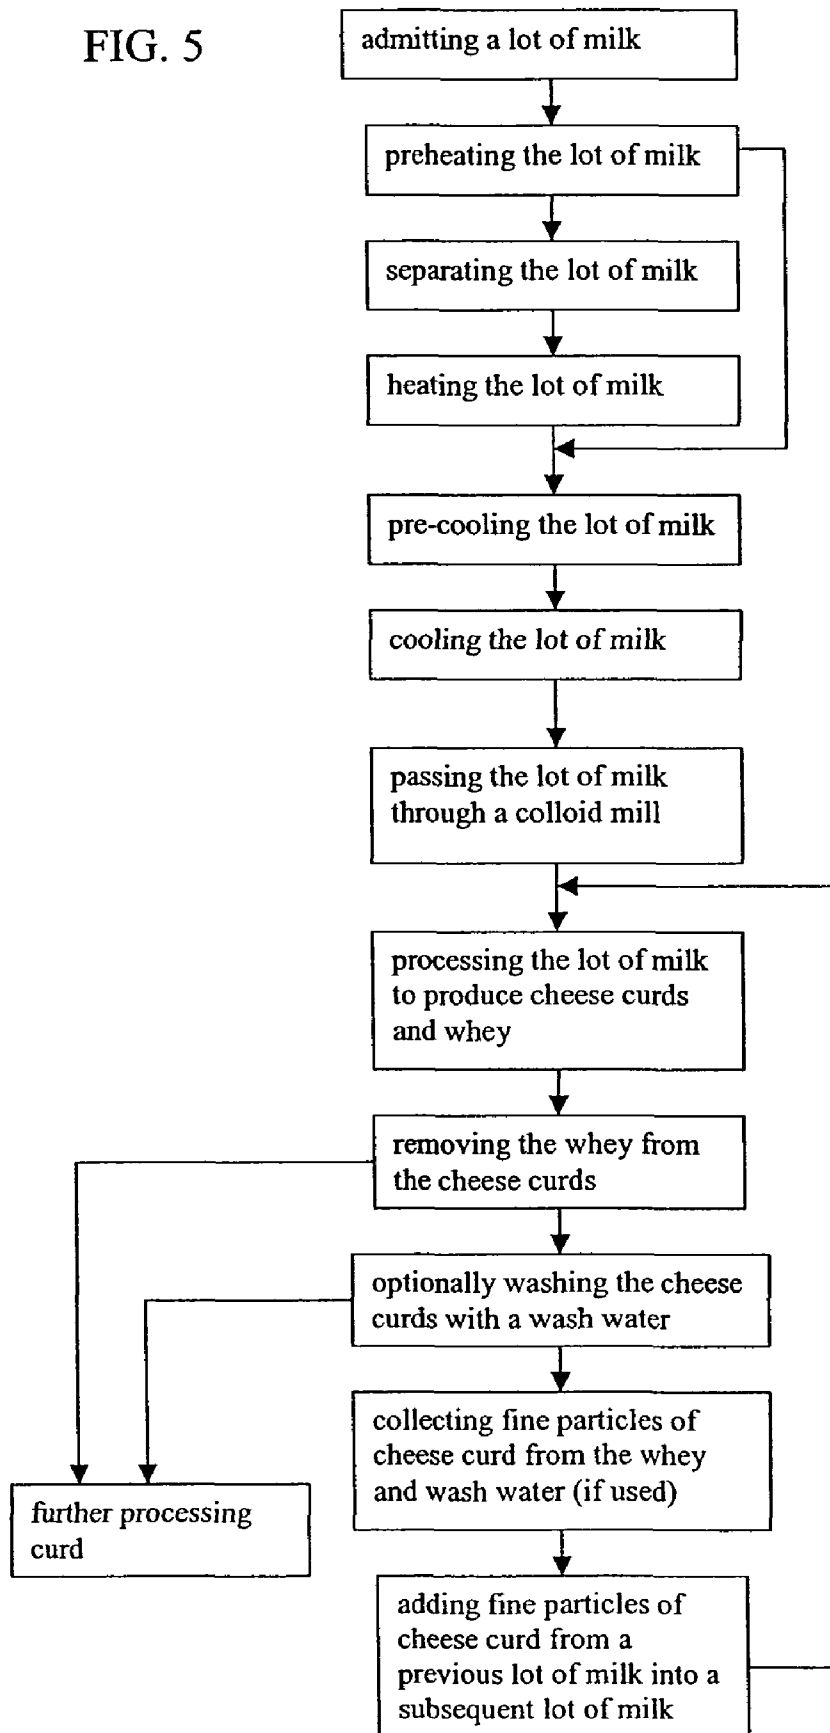 FIG. 5
admitting a lot of milk
preheating the lot of milk
separating the lot of milk
heating the lot of milk
pre-cooling the lot of milk
cooling the lot of milk
passing the lot of milk
through a colloid mill
processing the lot of milk
to produce cheese curds
and whey
removing the whey from
the cheese curds
optionally washing the cheese
curds with a wash water
collecting fine particles of
cheese curd from the whey
and wash water (if used)
further processing
curd
adding fine particles of
cheese curd from a
previous lot of milk into a
subsequent lot of milk